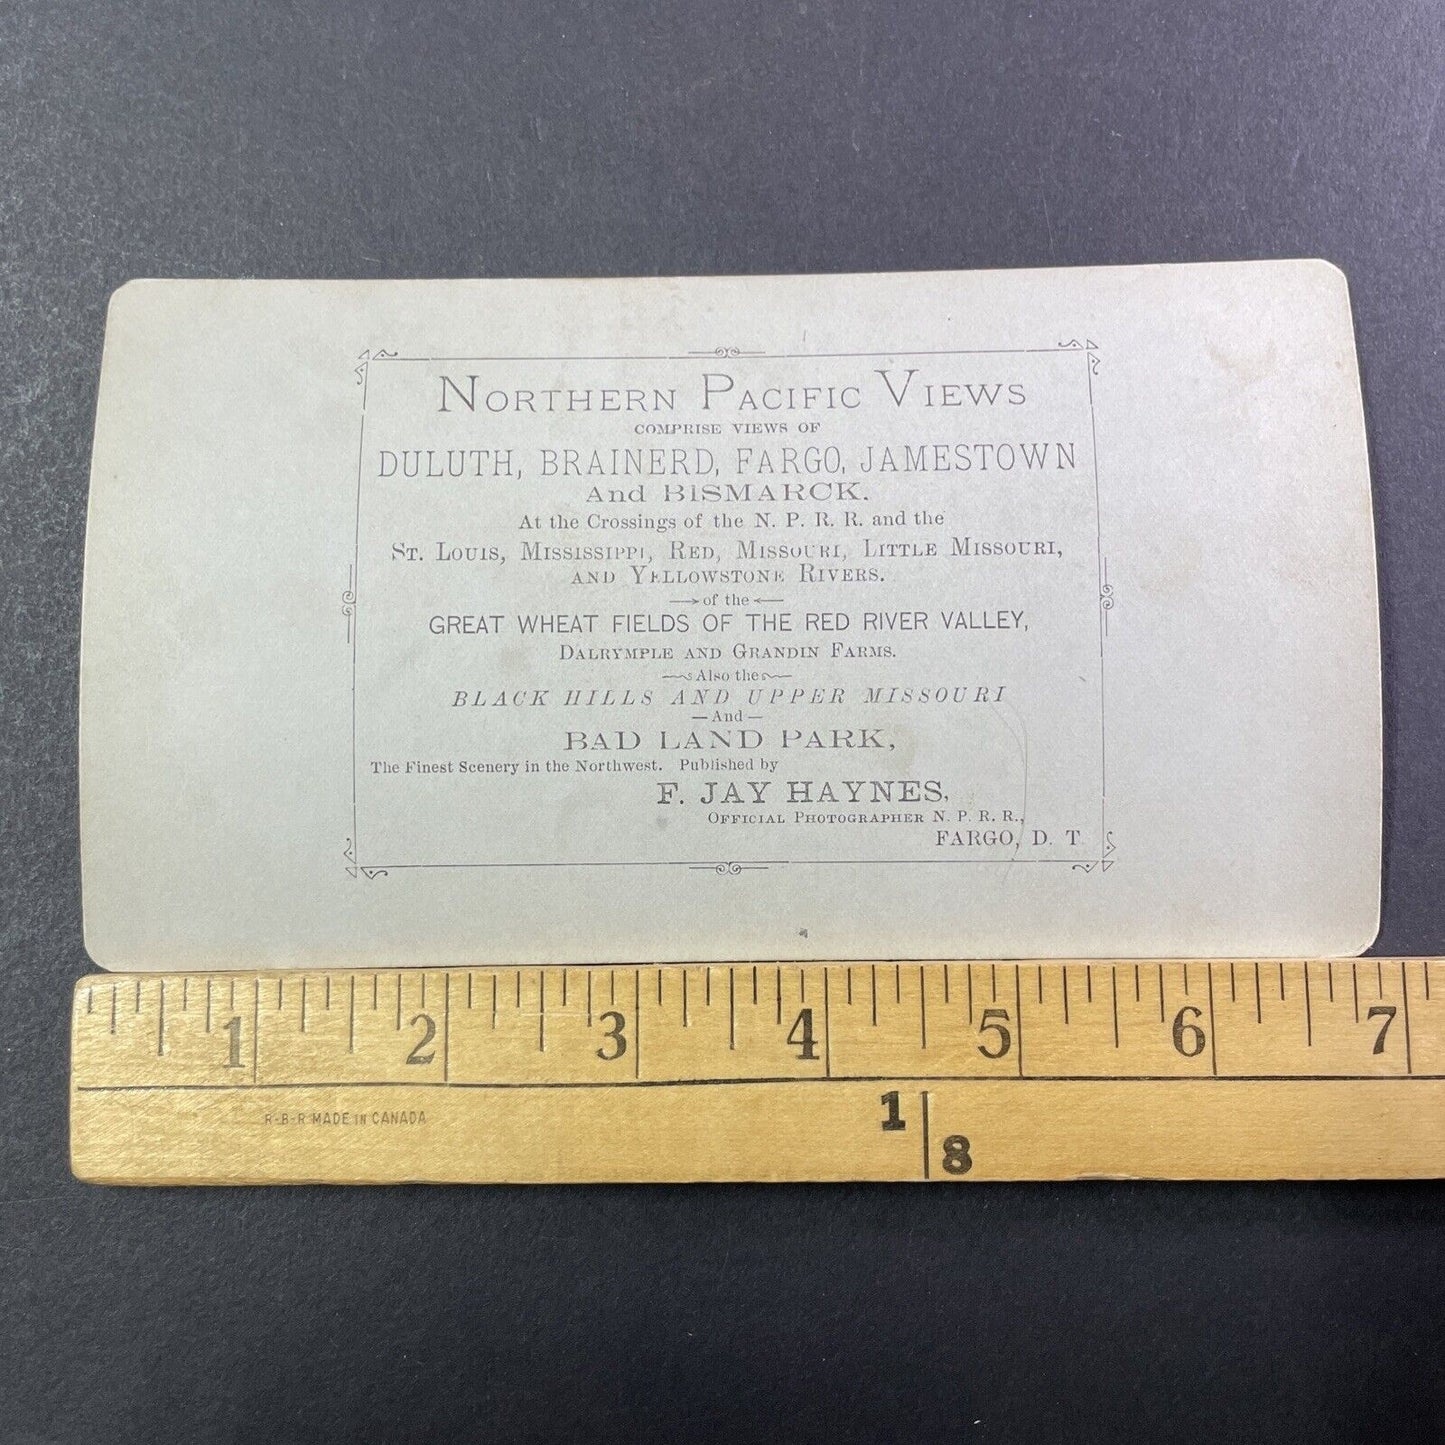 NORTHERN PACIFIC VIEWS
COMPRISE VIEWS OF
DULUTH, BRAINERD, FARGO, JAMESTOWN
And BISMARCK.
At the Crossings of the N. P. R. R. and the
ST. LOUIS, MISSISSIPPI, RED, MISSOURI, LITTLE MISSOURI,
AND YELLOWSTONE RIVERS.
of the
GREAT WHEAT FIELDS OF THE RED RIVER VALLEY,
DALRYMPLE AND GRANDIN FARMS.
Also the
BLACK HILLS AND UPPER MISSOURI
—And—
BAD LAND PARK,
The Finest Scenery in the Northwest. Published by
F. JAY HAYNES,
OFFICIAL PHOTOGRAPHER N. P. R. R.,
FARGO, D. T.
1 2 3 4 5 6 7
R-B-R MADE IN CANADA
1 8